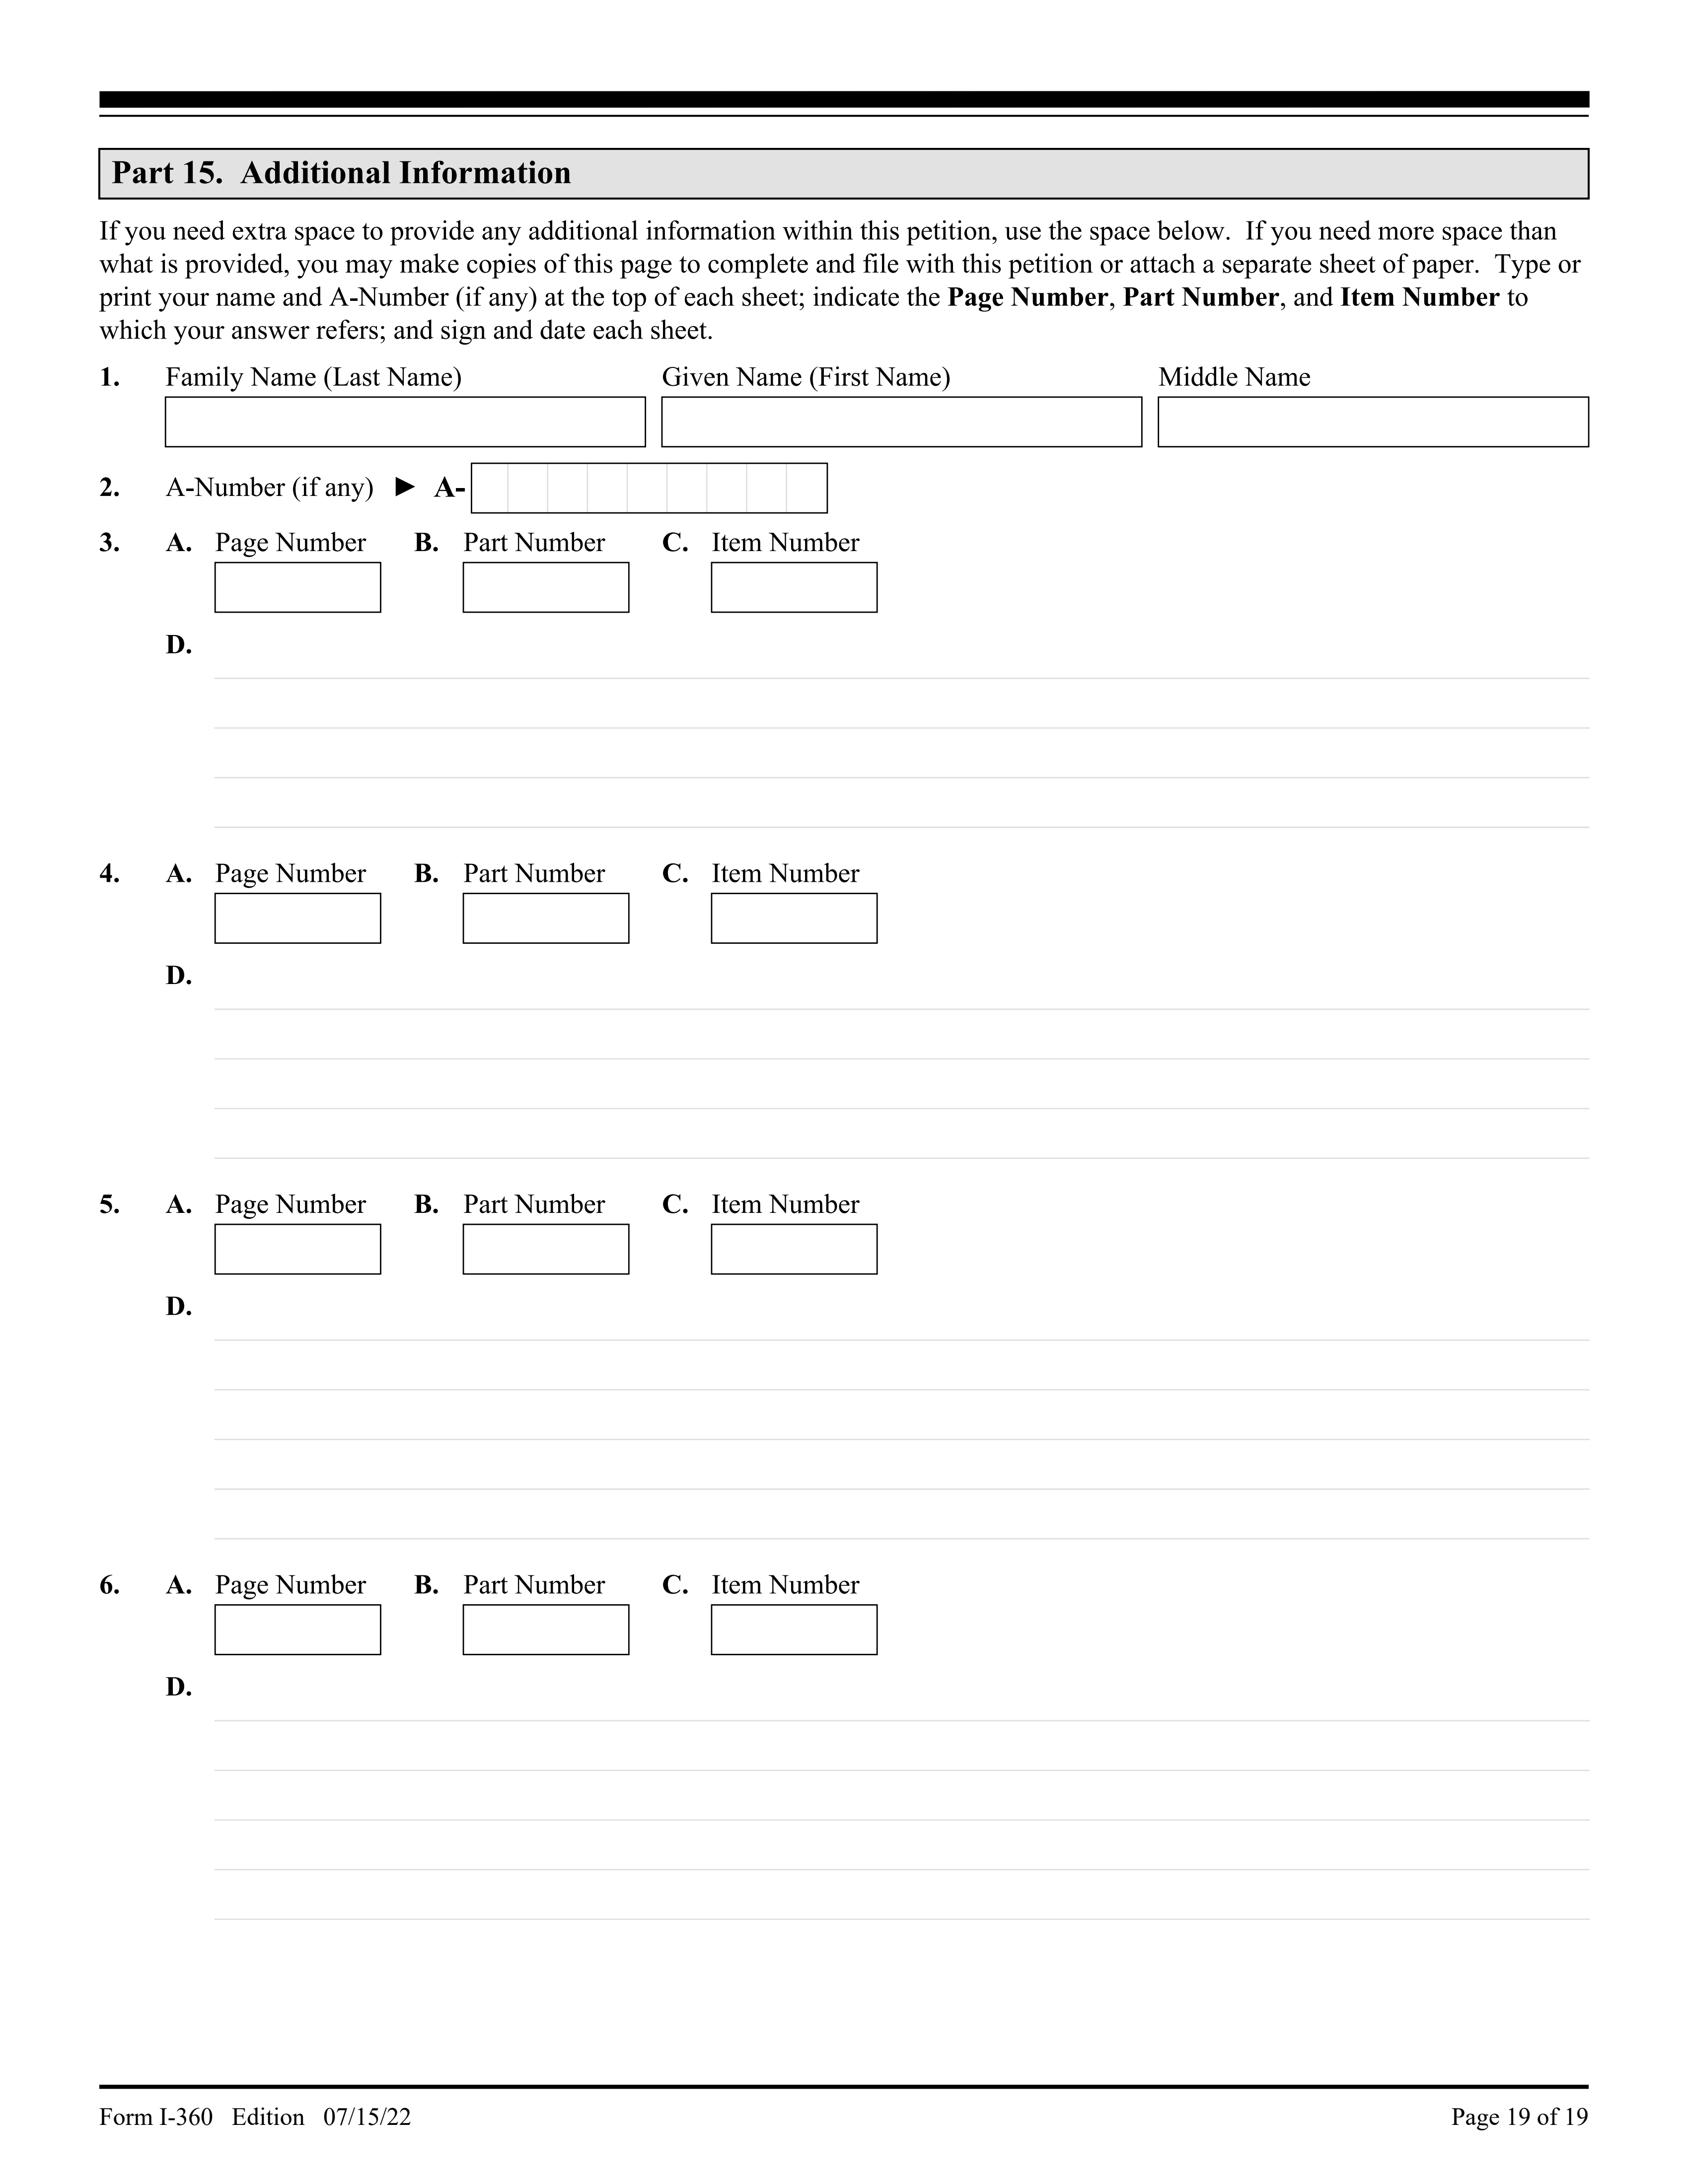 Part 15.  Additional Information
If you need extra space to provide any additional information within this petition, use the space below.  If you need more space than
what is provided, you may make copies of this page to complete and file with this petition or attach a separate sheet of paper.  Type or
print your name and A-Number (if any) at the top of each sheet; indicate the Page Number, Part Number, and Item Number to
which your answer refers; and sign and date each sheet.
1. Family Name (Last Name) Given Name (First Name) Middle Name
2. A-Number (if any) ► A-
3. A. Page Number B. Part Number C. Item Number
D.
4. A. Page Number B. Part Number C. Item Number
D.
5. A. Page Number B. Part Number C. Item Number
D.
6. A. Page Number B. Part Number C. Item Number
D.
Form I-360   Edition   07/15/22 Page 19 of 19